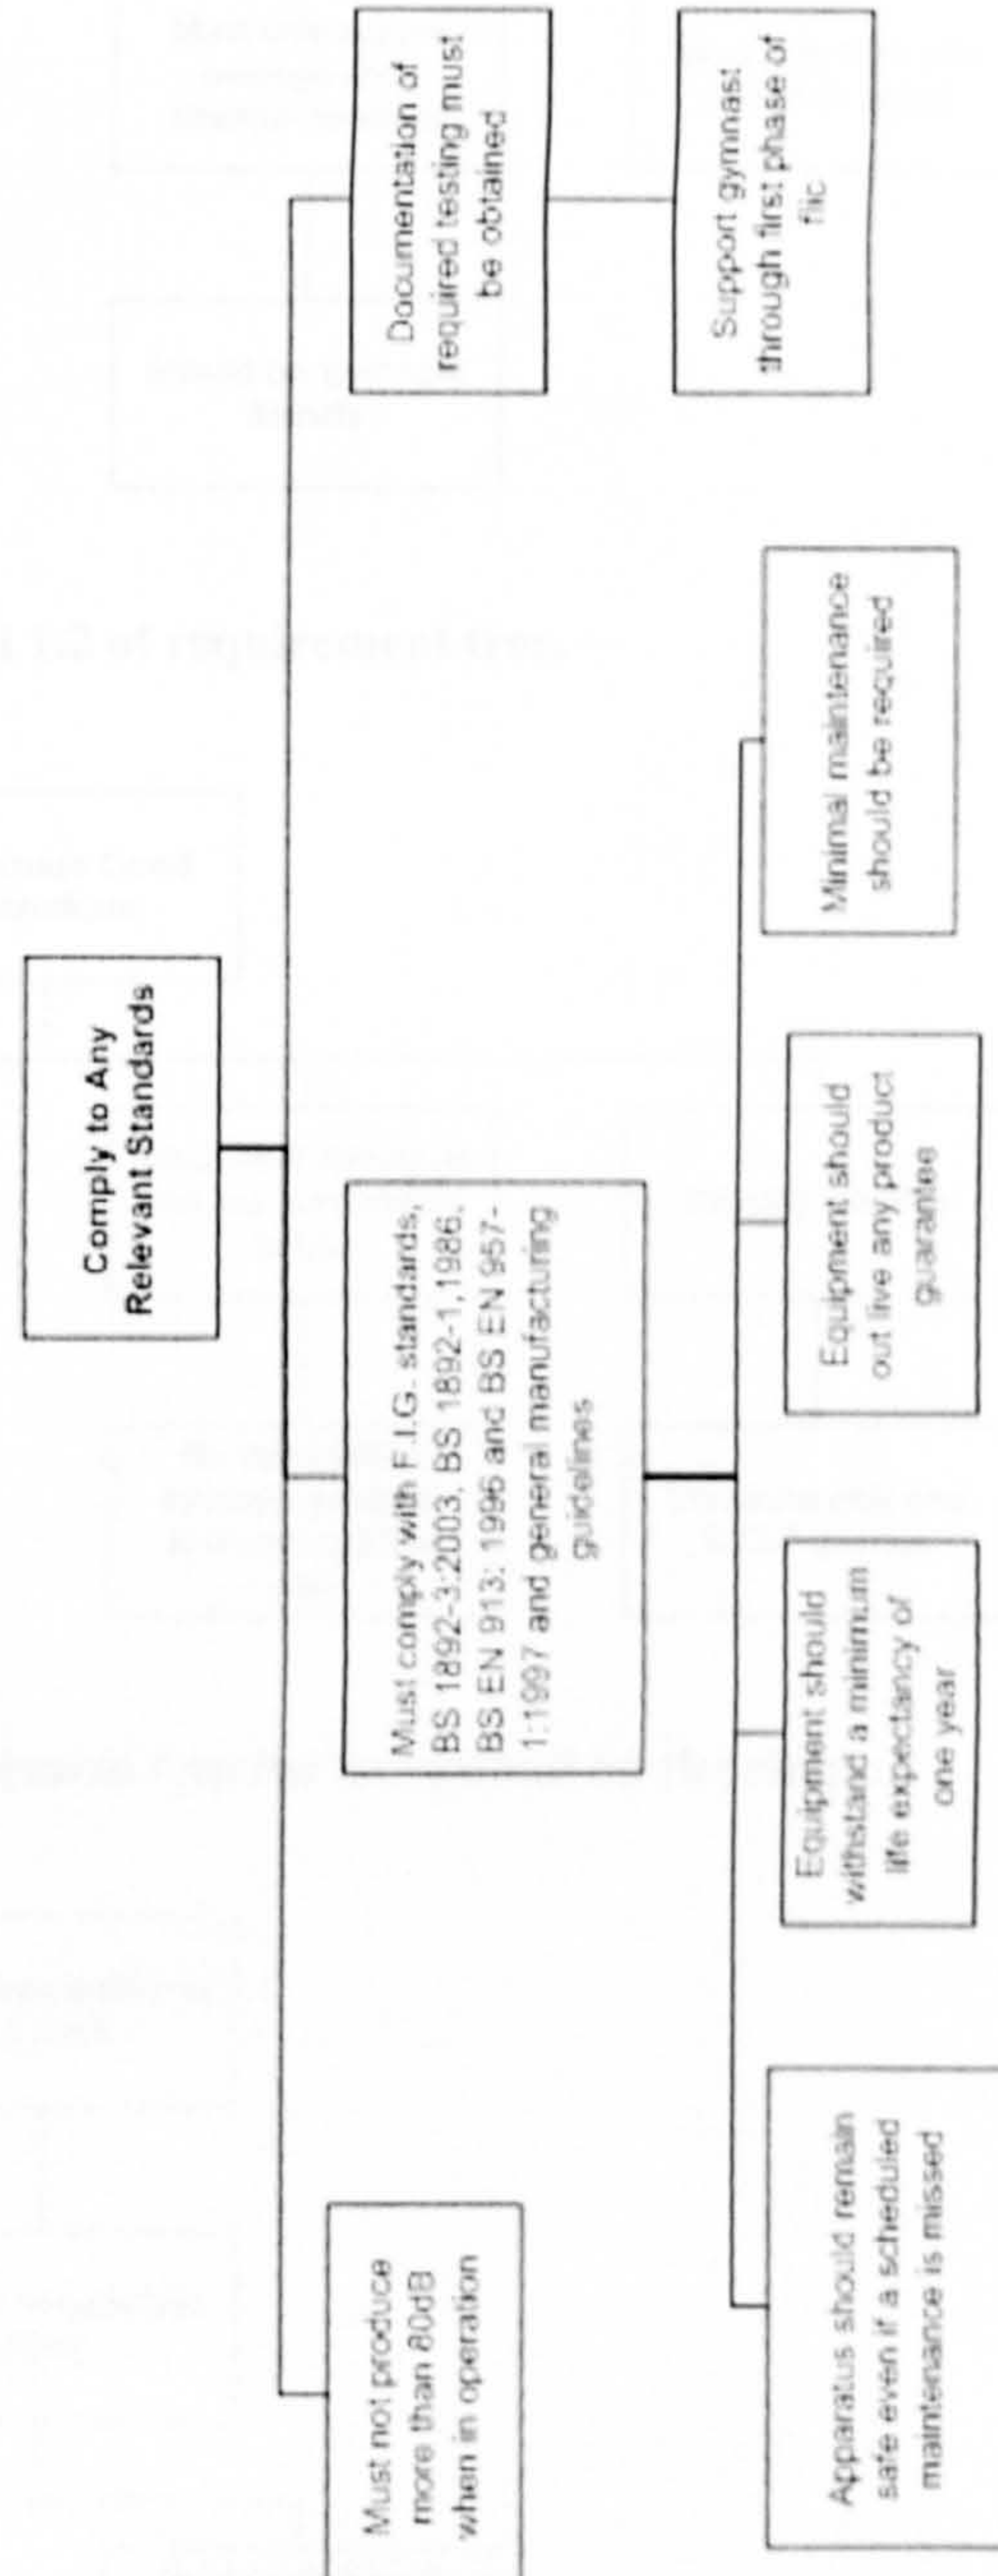 Comply to Any
Relevant Standards
Must not produce
more than 80dB
when in operation
Must comply with F.I.G. standards,
BS 1892-3:2003, BS 1892-1,1986,
BS EN 913: 1996 and BS EN 957-
1:1997 and general manufacturing
guidelines
Documentation of
required testing must
be obtained
Apparatus should remain
safe even if a scheduled
maintenance is missed
Equipment should
withstand a minimum
life expectancy of
one year
Equipment should
out live any product
guarantee
Minimal maintenance
should be required
Support gymnast
through first phase of
flic